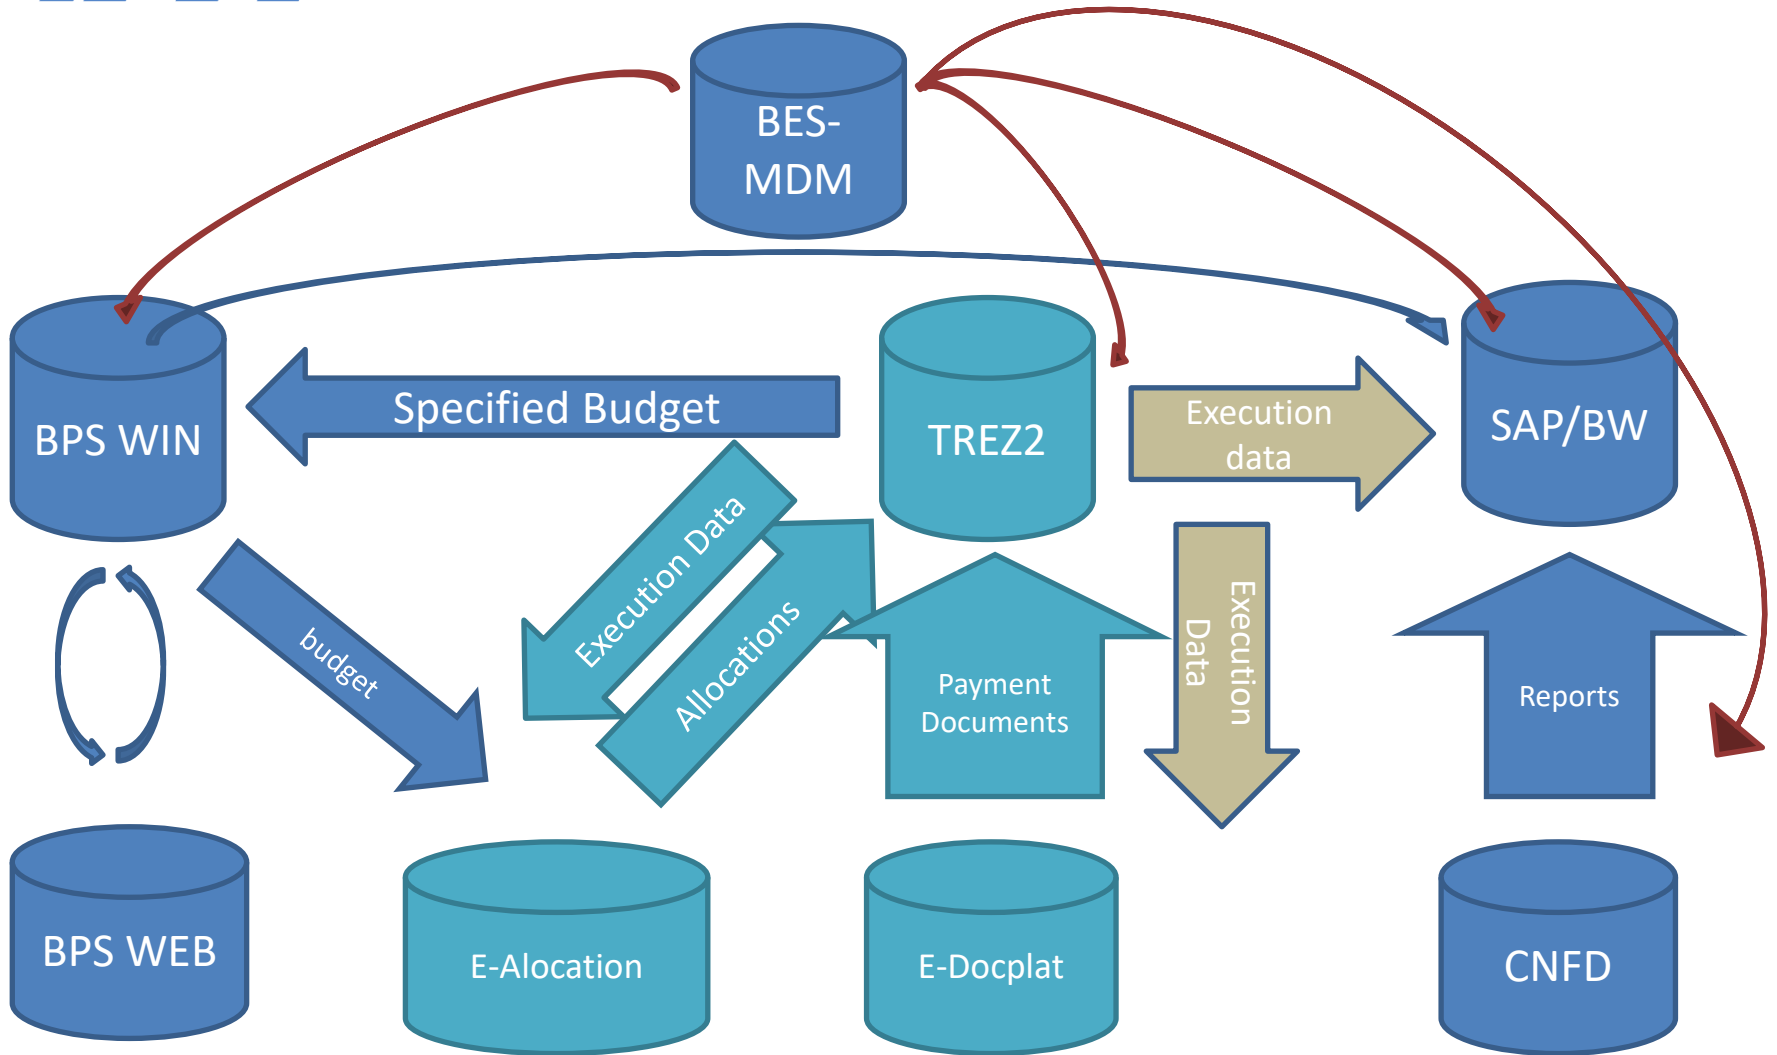 BES-
MDM
BPS WIN
Specified Budget
TREZ2
Execution
data
SAP/BW
Execution Data
Allocations
budget
Payment
Documents
Execution
Data
Reports
BPS WEB
E-Alocation
E-Docplat
CNFD